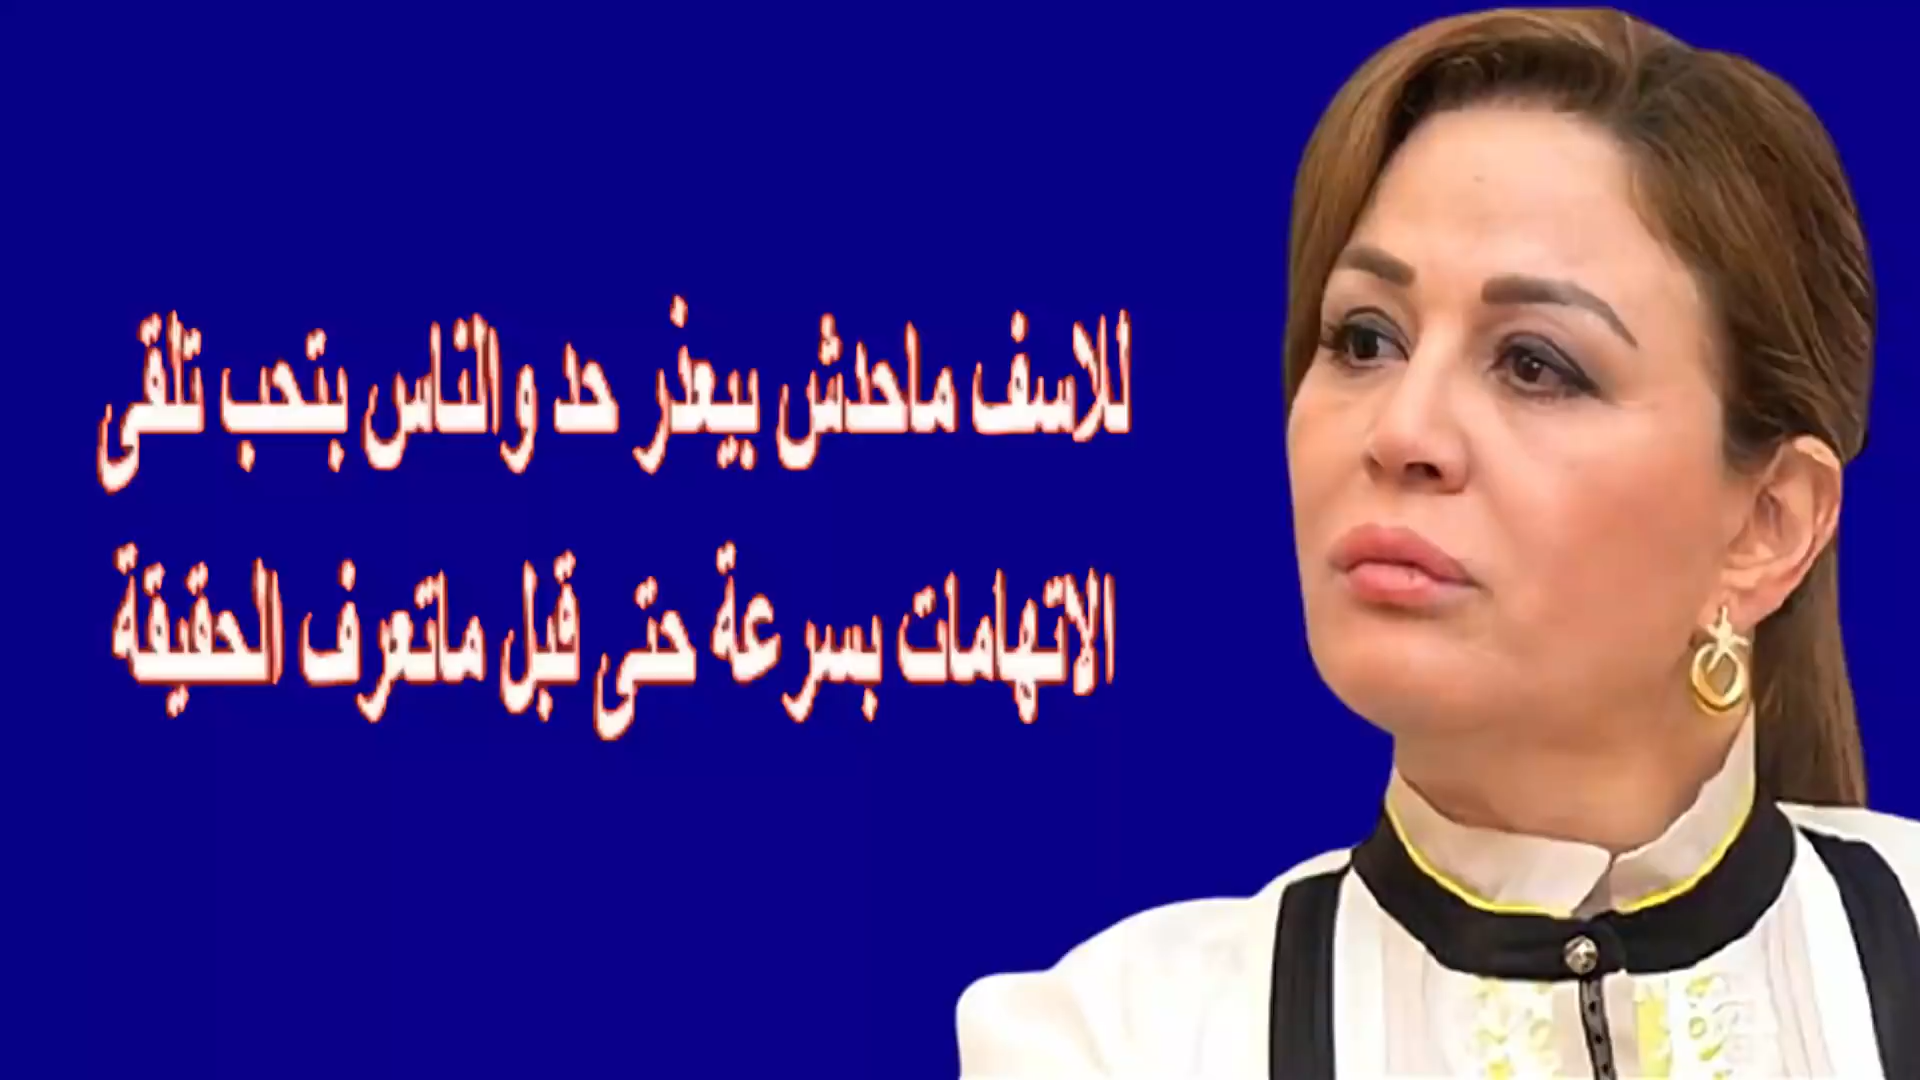 للاسف ماحدش بيعذر حد والناس بتحب تلقى
الاتهامات بسرعة حتى قبل ماتعرف الحقيقة